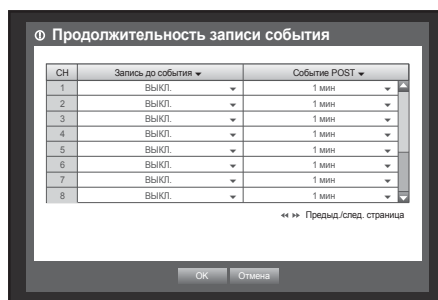 Продолжительность записи события
CH Запись до события Событие POST
1 ВЫКЛ. 1 мин
2 ВЫКЛ. 1 мин
3 ВЫКЛ. 1 мин
4 ВЫКЛ. 1 мин
5 ВЫКЛ. 1 мин
6 ВЫКЛ. 1 мин
7 ВЫКЛ. 1 мин
8 ВЫКЛ. 1 мин
Предыд./след. страница
OK Отмена